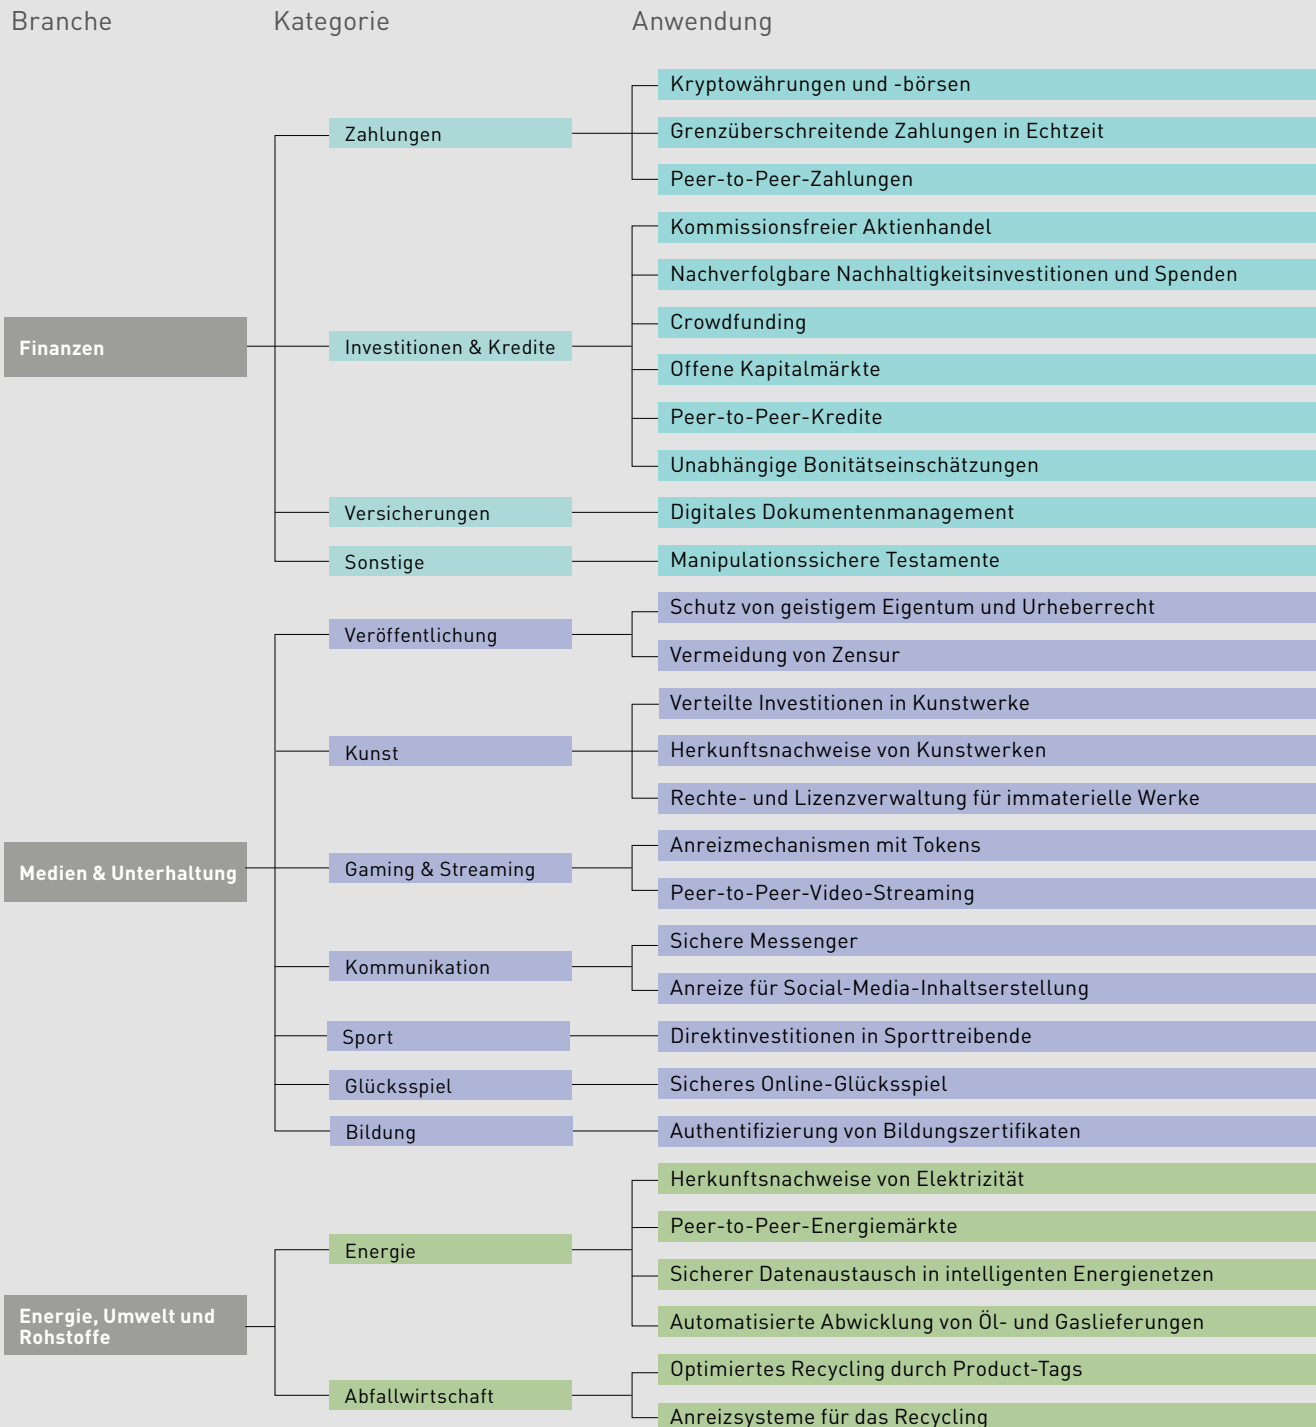 Branche
Kategorie
Anwendung
Finanzen
Zahlungen
Kryptowährungen und -börsen
Grenzüberschreitende Zahlungen in Echtzeit
Peer-to-Peer-Zahlungen
Investitionen & Kredite
Kommissionsfreier Aktienhandel
Nachverfolgbare Nachhaltigkeitsinvestitionen und Spenden
Crowdfunding
Offene Kapitalmärkte
Peer-to-Peer-Kredite
Unabhängige Bonitätseinschätzungen
Versicherungen
Digitales Dokumentenmanagement
Sonstige
Manipulationssichere Testamente
Medien & Unterhaltung
Veröffentlichung
Schutz von geistigem Eigentum und Urheberrecht
Vermeidung von Zensur
Kunst
Verteilte Investitionen in Kunstwerke
Herkunftsnachweise von Kunstwerken
Rechte- und Lizenzverwaltung für immaterielle Werke
Gaming & Streaming
Anreizmechanismen mit Tokens
Peer-to-Peer-Video-Streaming
Kommunikation
Sichere Messenger
Anreize für Social-Media-Inhaltserstellung
Sport
Direktinvestitionen in Sporttreibende
Glücksspiel
Sicheres Online-Glücksspiel
Bildung
Authentifizierung von Bildungszertifikaten
Energie, Umwelt und
Rohstoffe
Energie
Herkunftsnachweise von Elektrizität
Peer-to-Peer-Energiemärkte
Sicherer Datenaustausch in intelligenten Energienetzen
Automatisierte Abwicklung von Öl- und Gaslieferungen
Abfallwirtschaft
Optimiertes Recycling durch Product-Tags
Anreizsysteme für das Recycling